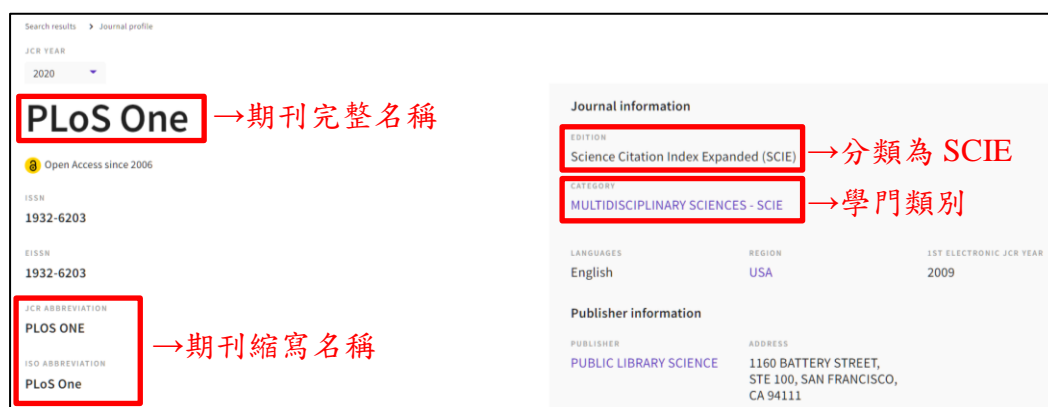 Search results > Journal profile
JCR YEAR
2020
PLoS One →期刊完整名稱
Open Access since 2006
ISSN
1932-6203
EISSN
1932-6203
JCR ABBREVIATION
PLOS ONE
→期刊縮寫名稱
ISO ABBREVIATION
PLoS One
Journal information
EDITION
Science Citation Index Expanded (SCIE) →分類為 SCIE
CATEGORY
MULTIDISCIPLINARY SCIENCES - SCIE →學門類別
LANGUAGES REGION 1ST ELECTRONIC JCR YEAR
English USA 2009
Publisher information
PUBLISHER ADDRESS
PUBLIC LIBRARY SCIENCE 1160 BATTERY STREET,
STE 100, SAN FRANCISCO,
CA 94111